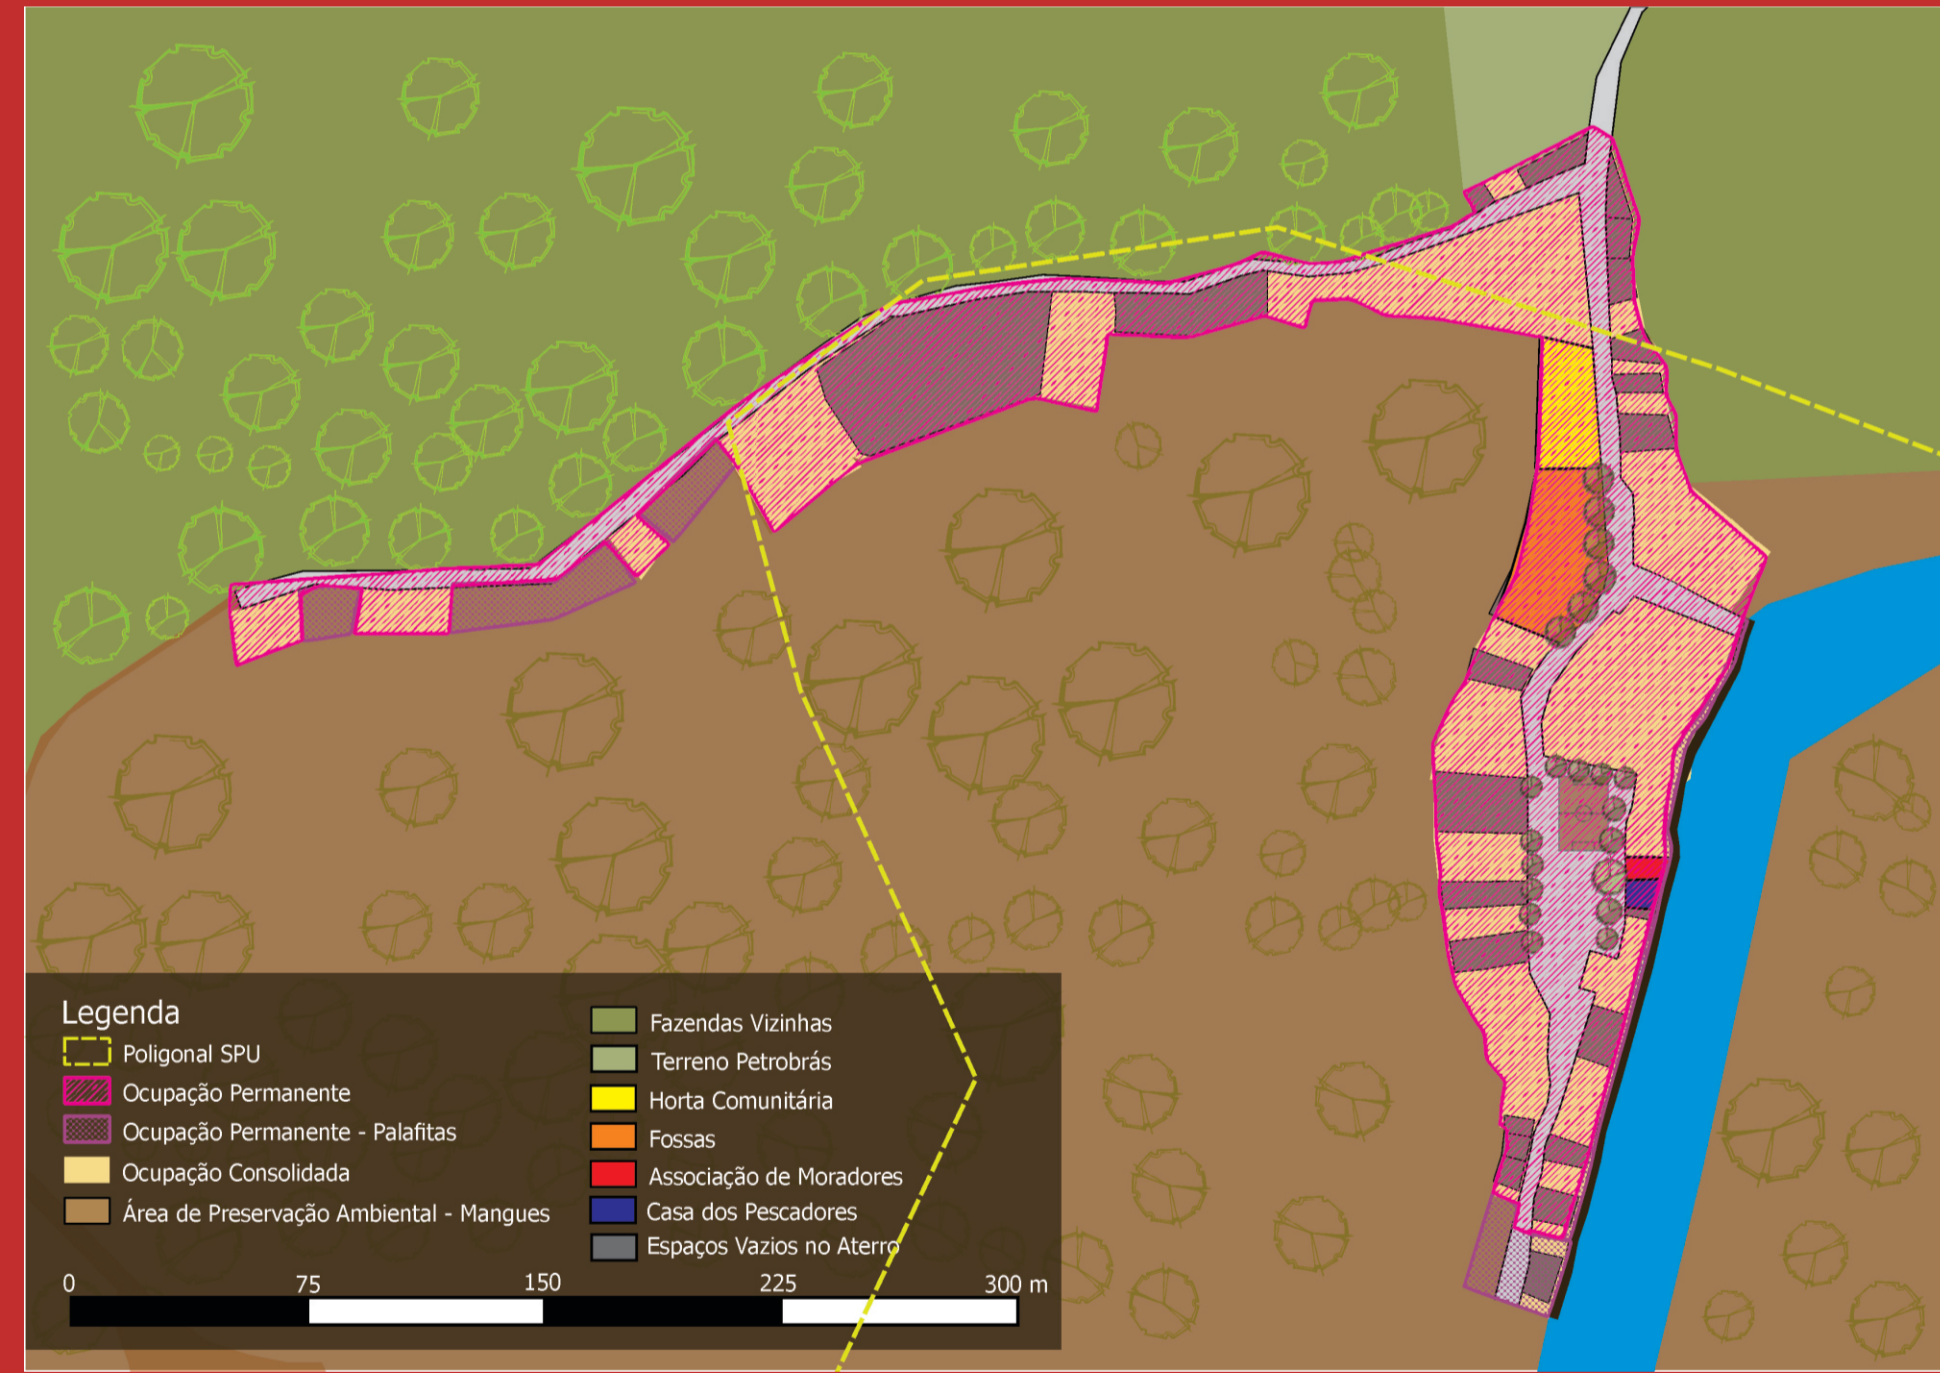 Legenda
Poligonal SPU
Ocupação Permanente
Ocupação Permanente - Palafitas
Ocupação Consolidada
Área de Preservação Ambiental - Mangues
Fazendas Vizinhas
Terreno Petrobrás
Horta Comunitária
Fossas
Associação de Moradores
Casa dos Pescadores
Espaços Vazios no Aterro
0 75 150 225 300 m